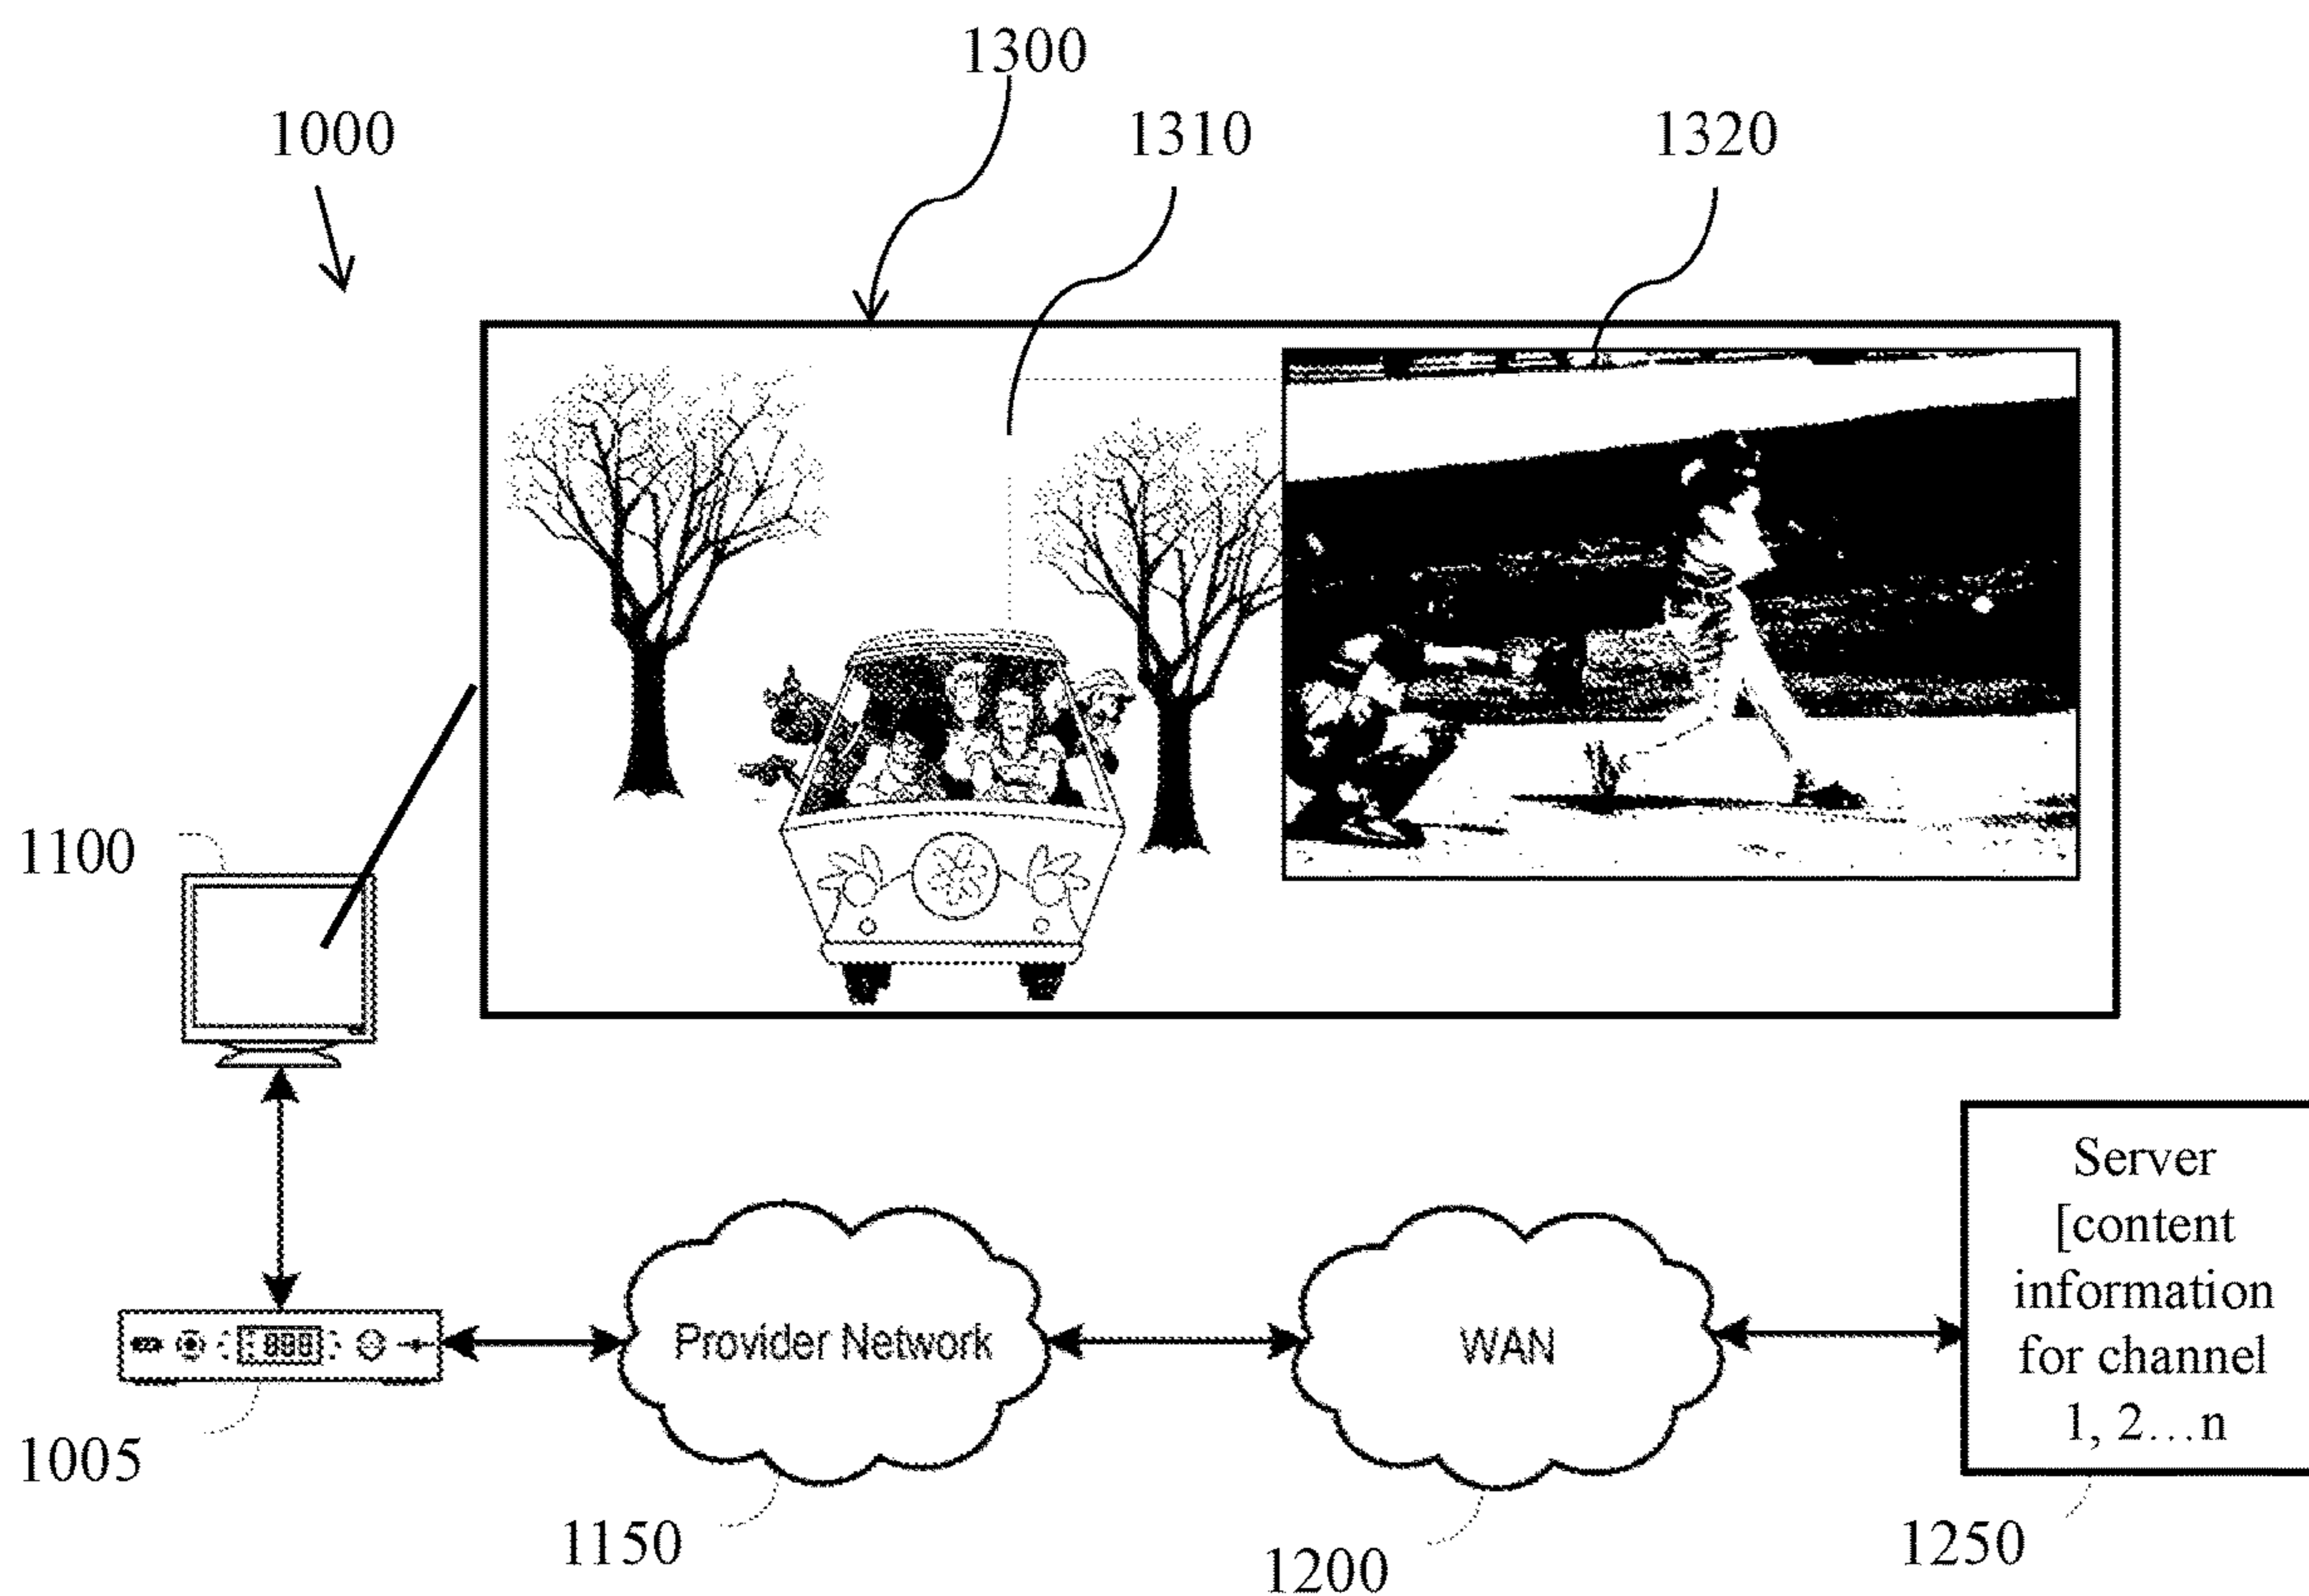 1300
1000
1310
1320
1100
Server
[content
information
for channel
1, 2...n
Provider Network
WAN
888
1005
1150
1200
1250